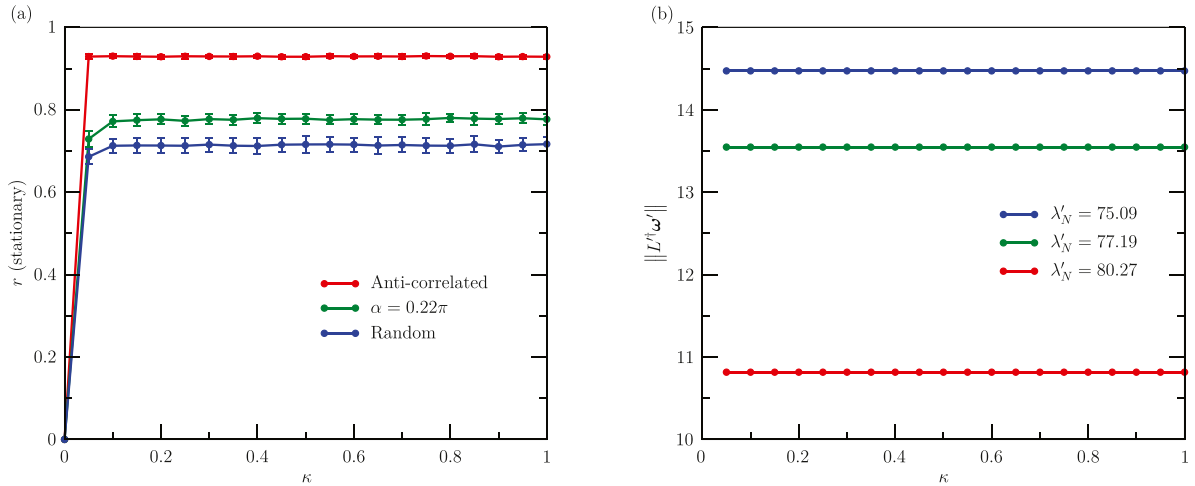 (a)
1
0.8
0.6
0.4
0.2
0
r (stationary)
Anti-correlated
α = 0.22π
Random
0
0.2
0.4
0.6
0.8
1
κ
(b)
15
14
13
12
11
10
||L′†ω′||
λ′N = 75.09
λ′N = 77.19
λ′N = 80.27
0
0.2
0.4
0.6
0.8
1
κ